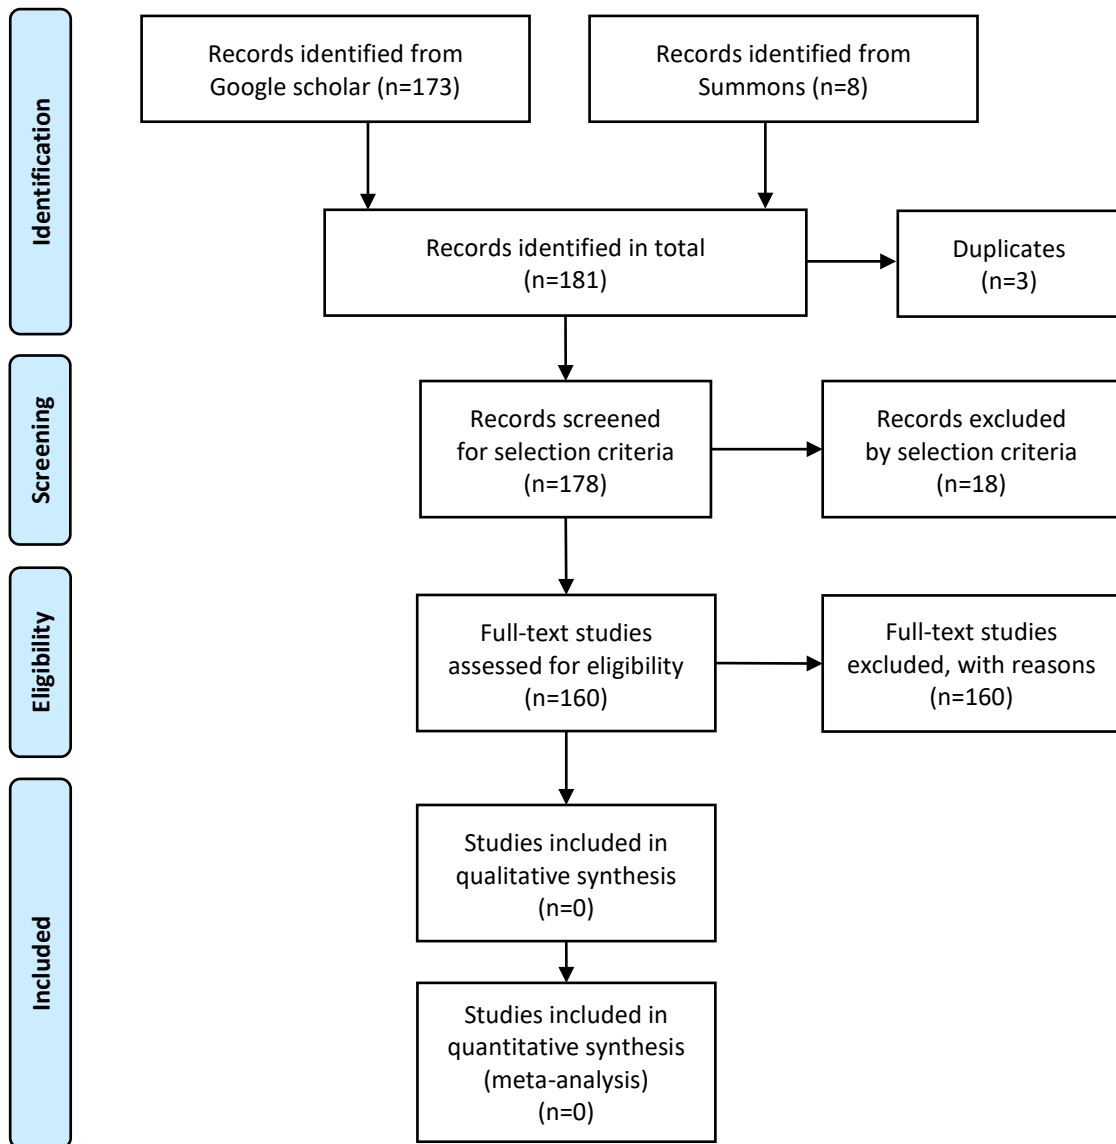 Identification
Records identified from
Google scholar (n=173)
Records identified from
Summons (n=8)
Records identified in total
(n=181)
Duplicates
(n=3)
Screening
Records screened
for selection criteria
(n=178)
Records excluded
by selection criteria
(n=18)
Eligibility
Full-text studies
assessed for eligibility
(n=160)
Full-text studies
excluded, with reasons
(n=160)
Included
Studies included in
qualitative synthesis
(n=0)
Studies included in
quantitative synthesis
(meta-analysis)
(n=0)